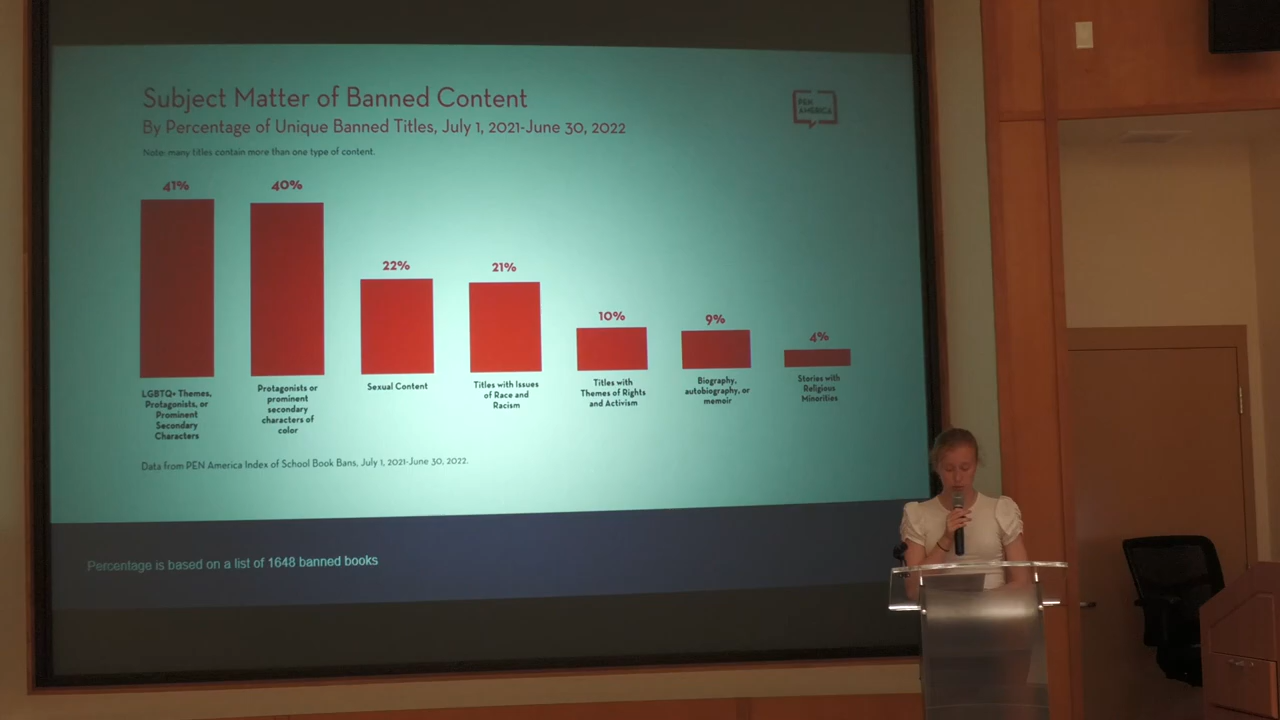 Subject Matter of Banned Content
By Percentage of Unique Banned Titles, July 1, 2021-June 30, 2022
Note: many titles contain more than one type of content.
PEN
AMERICA
41%
40%
22%
21%
10%
9%
4%
LGBTQ+ Themes,
Protagonists, or
Prominent
Secondary
Characters
Protagonists or
prominent
secondary
characters of
color
Sexual Content
Titles with Issues
of Race and
Racism
Titles with
Themes of Rights
and Activism
Biography,
autobiography, or
memoir
Stories with
Religious
Minorities
Data from PEN America Index of School Book Bans, July 1, 2021-June 30, 2022.
Percentage is based on a list of 1648 banned books